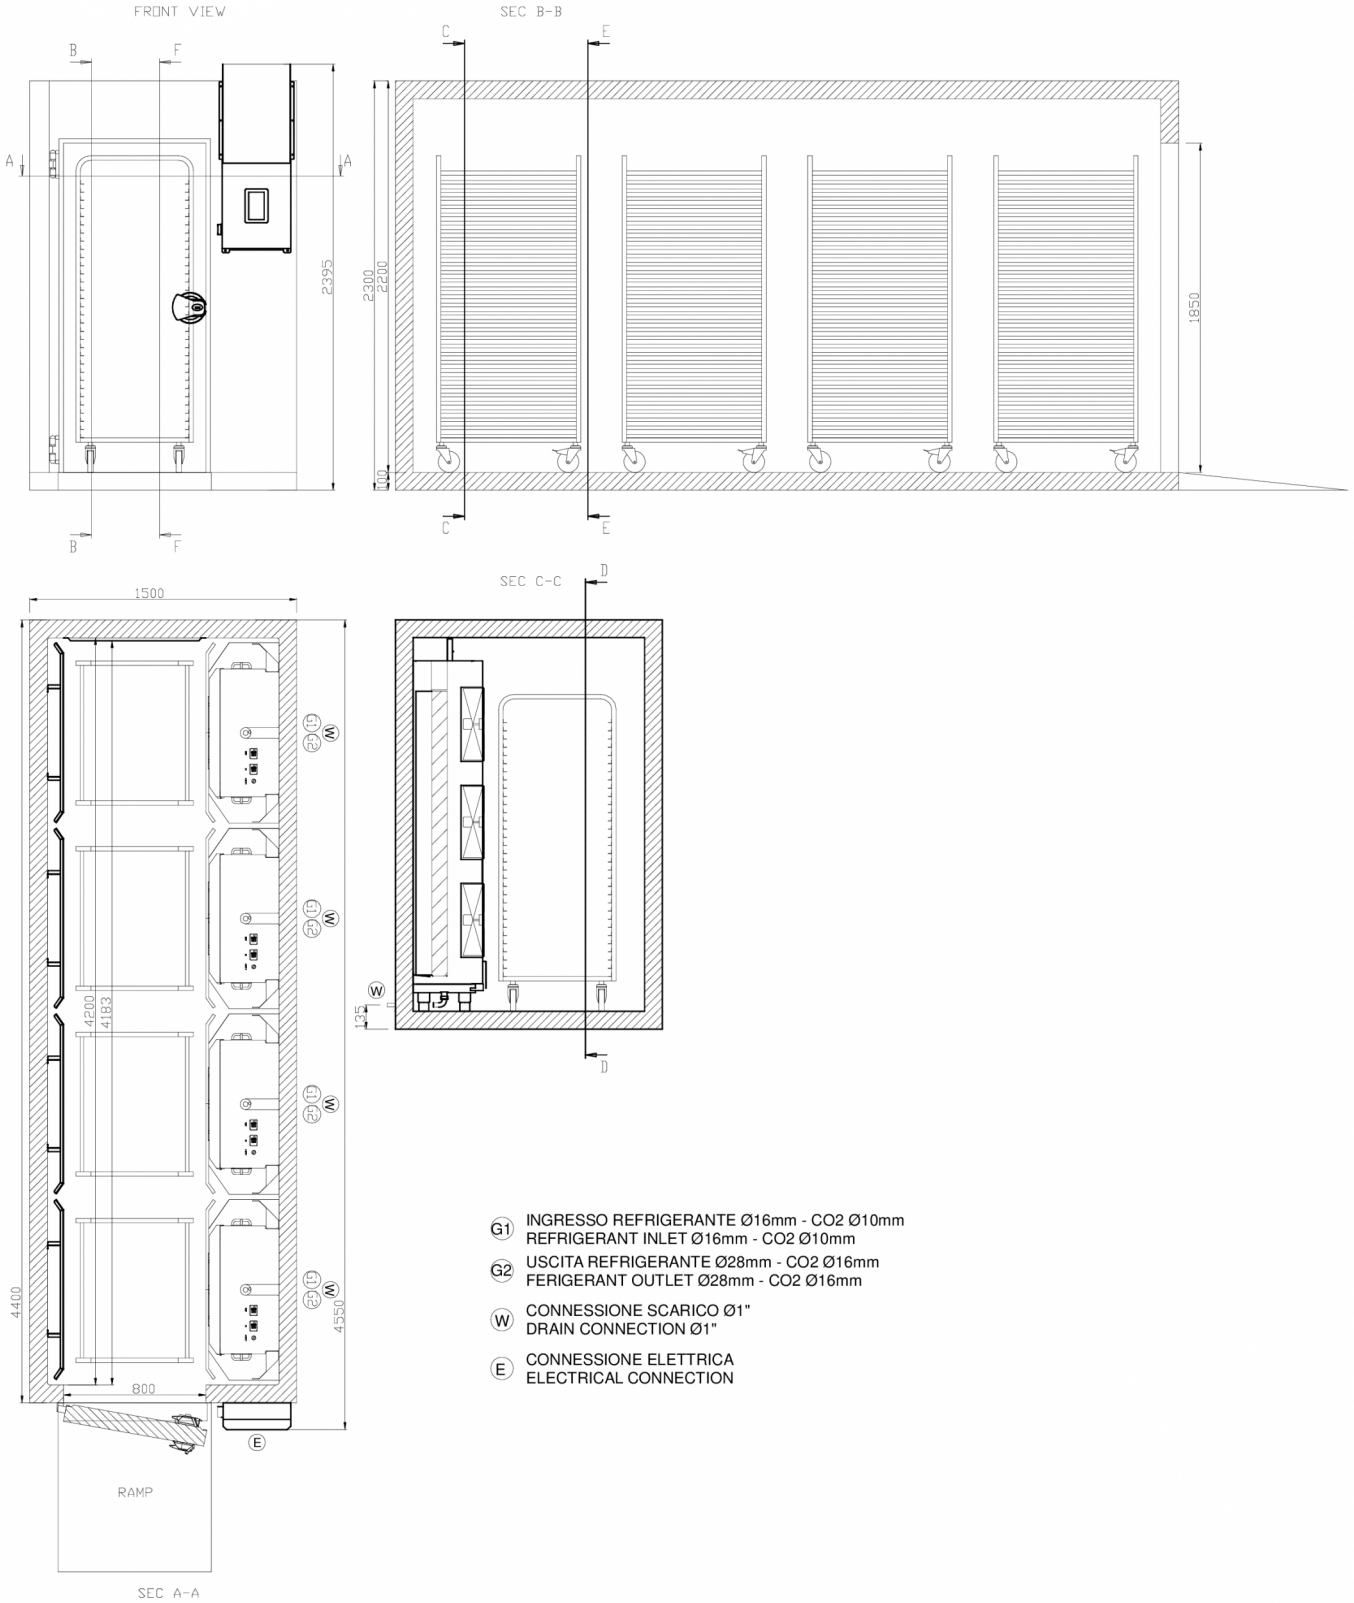 FRONT VIEW
SEC B-B
C
E
B
F
A
A
2395
2300
2200
100
1850
C
E
B
F
SEC C-C
D
1500
G1
G2
W
G1
G2
W
4200
4183
W
135
D
G1
G2
W
G1
G2
W
4400
4550
800
E
RAMP
SEC A-A
G1
INGRESSO REFRIGERANTE Ø16mm - CO2 Ø10mm
REFRIGERANT INLET Ø16mm - CO2 Ø10mm
G2
USCITA REFRIGERANTE Ø28mm - CO2 Ø16mm
FERIGERANT OUTLET Ø28mm - CO2 Ø16mm
W
CONNESSIONE SCARICO Ø1"
DRAIN CONNECTION Ø1"
E
CONNESSIONE ELETTRICA
ELECTRICAL CONNECTION